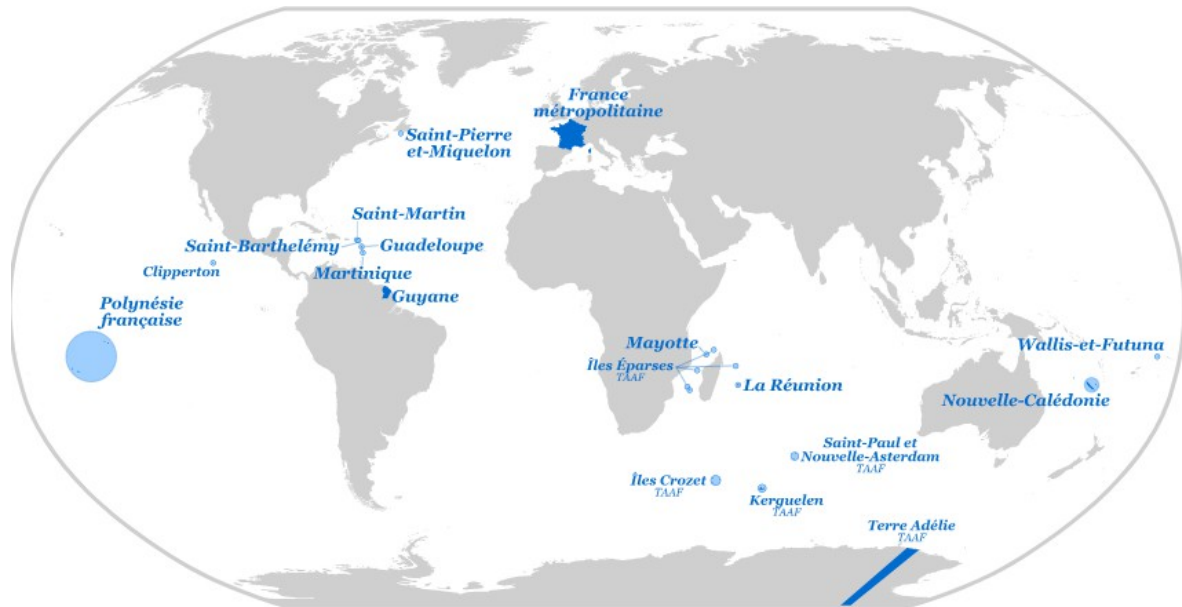 France
métropolitaine
Saint-Pierre
et-Miquelon
Saint-Martin
Saint-Barthelémy
Guadeloupe
Clipperton
Martinique
Guyane
Polynésie
française
Mayotte
Îles Éparses
TAAF
Wallis-et-Futuna
La Réunion
Nouvelle-Calédonie
Saint-Paul et
Nouvelle-Asterdam
TAAF
Îles Crozet
TAAF
Kerguelen
TAAF
Terre Adélie
TAAF